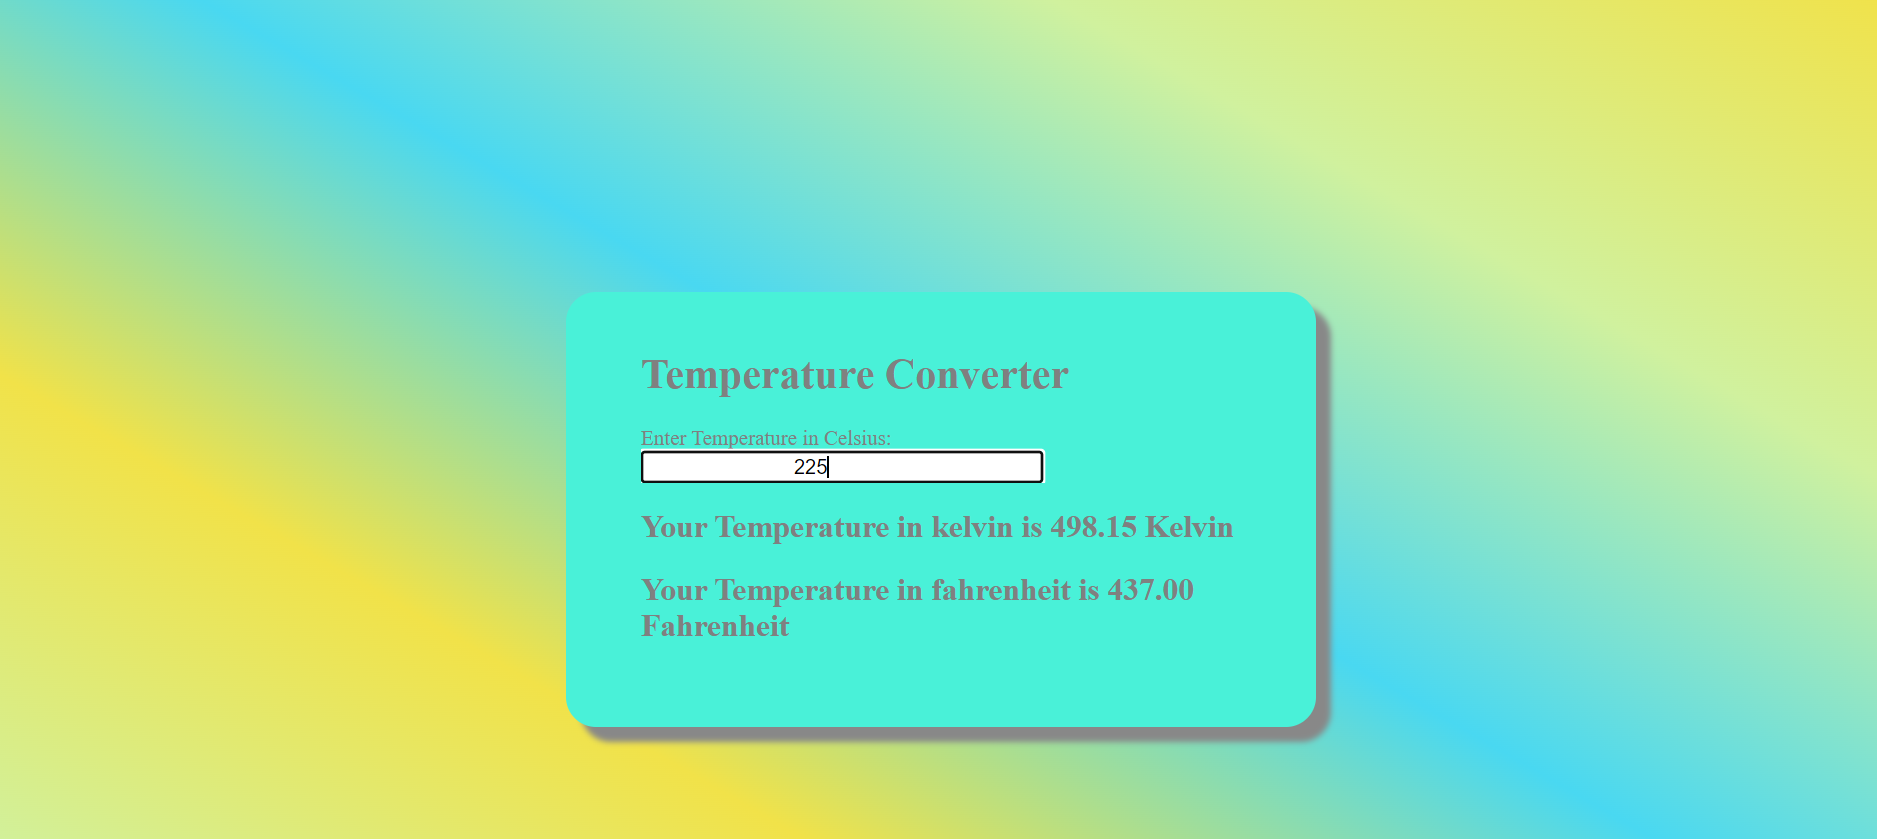 Temperature Converter
Enter Temperature in Celsius:
225
Your Temperature in kelvin is 498.15 Kelvin
Your Temperature in fahrenheit is 437.00
Fahrenheit